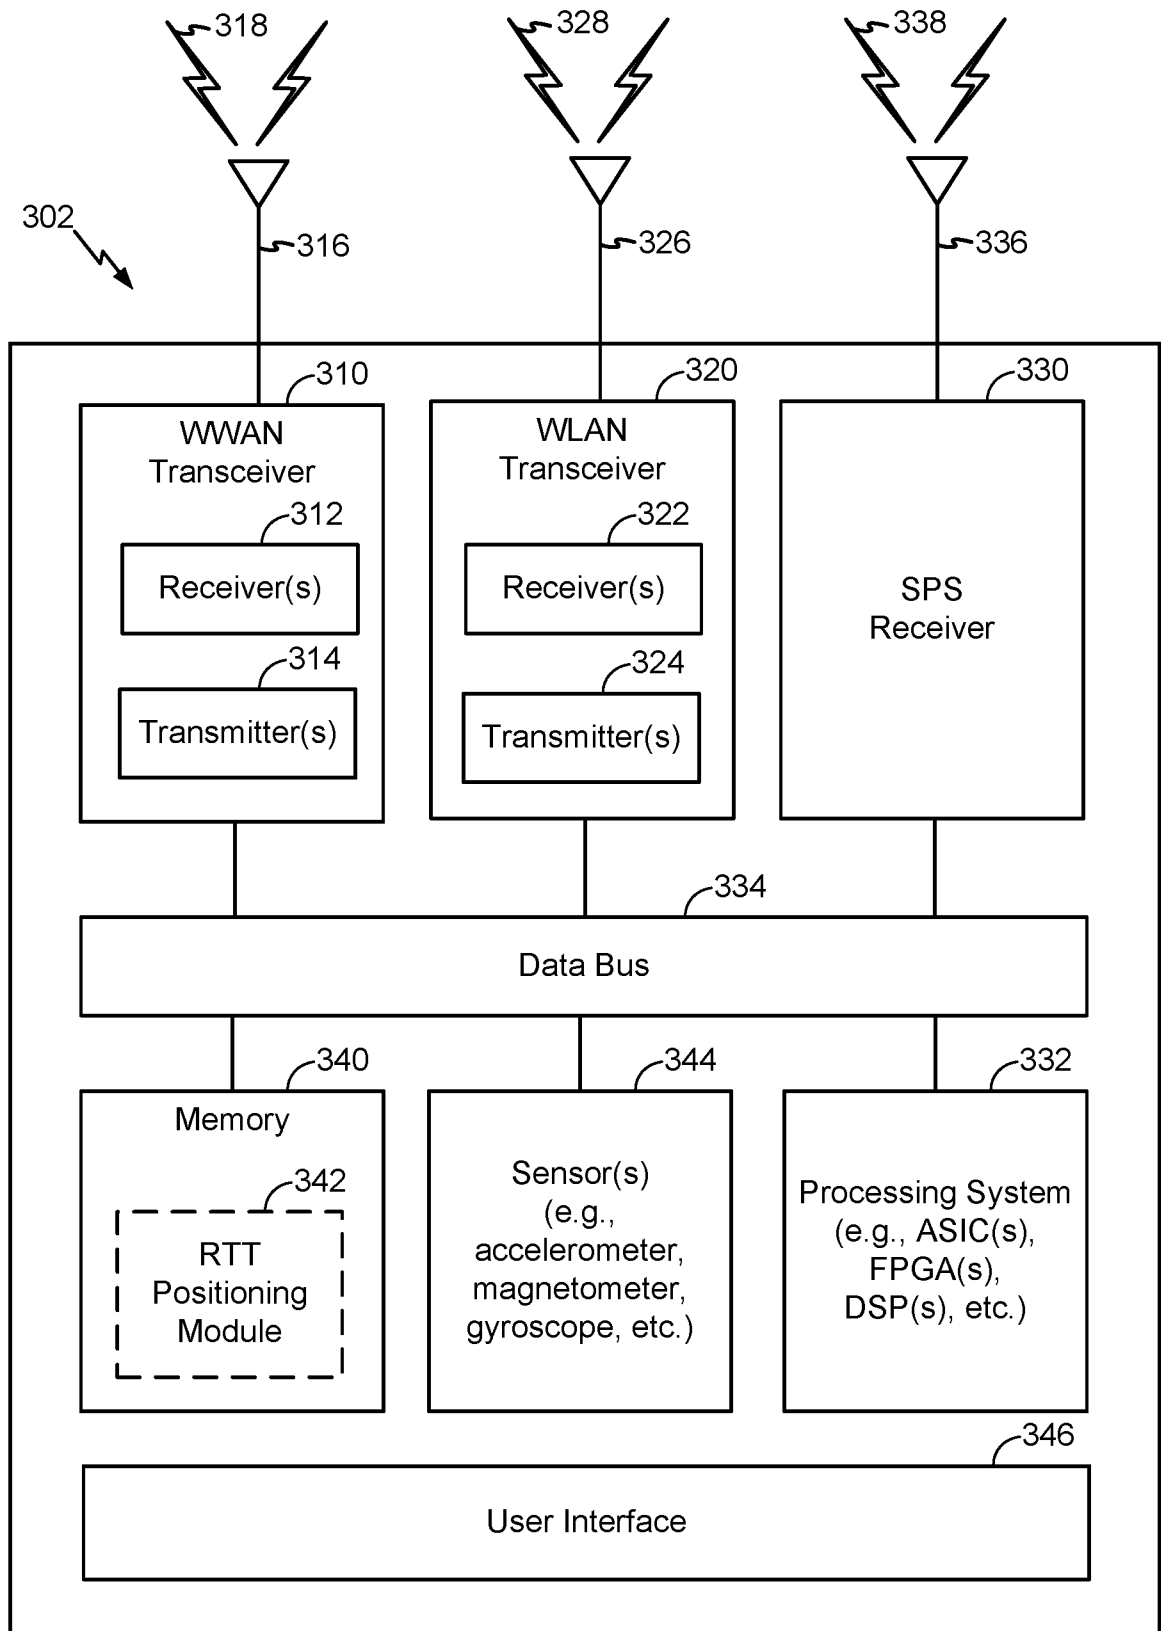 318
328
338
302
316
326
336
310
320
330
WWAN
Transceiver
WLAN
Transceiver
312
322
Receiver(s)
Receiver(s)
SPS
Receiver
314
324
Transmitter(s)
Transmitter(s)
334
Data Bus
340
344
332
Memory
342
RTT
Positioning
Module
Sensor(s)
(e.g.,
accelerometer,
magnetometer,
gyroscope, etc.)
Processing System
(e.g., ASIC(s),
FPGA(s),
DSP(s), etc.)
346
User Interface